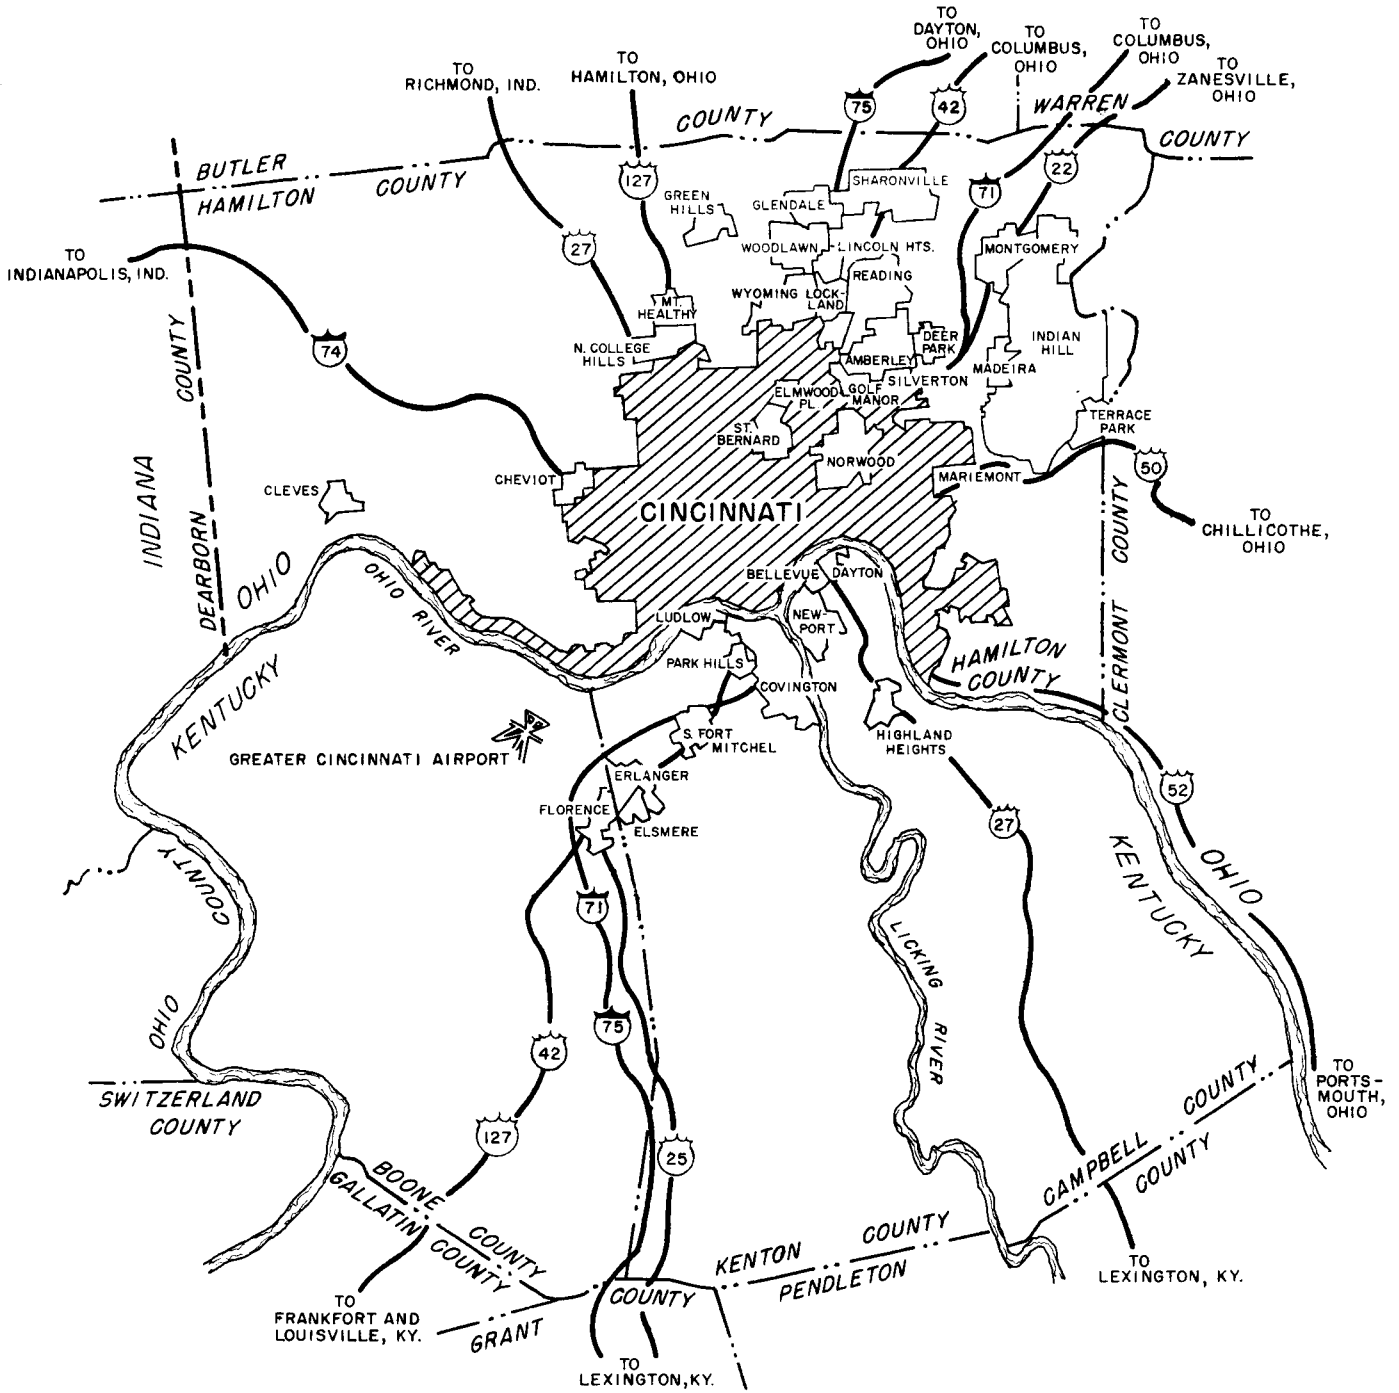 TO
DAYTON,
OHIO
TO
COLUMBUS,
OHIO
TO
COLUMBUS,
OHIO
TO
ZANESVILLE,
OHIO
TO
RICHMOND, IND.
TO
HAMILTON, OHIO
75
42
WARREN
COUNTY
COUNTY
BUTLER
HAMILTON
COUNTY
127
22
71
SHARONVILLE
GREEN
HILLS
GLENDALE
27
TO
INDIANAPOLIS, IND.
WOODLAWN
LINCOLN HTS.
MONTGOMERY
READING
WYOMING
LOCK-
LAND
MT.
HEALTHY
74
N. COLLEGE
HILLS
DEER
PARK
INDIAN
HILL
AMBERLEY
MADEIRA
SILVERTON
ELMWOOD
PL.
GOLF
MANOR
TERRACE
PARK
ST.
BERNARD
NORWOOD
50
MARIEMONT
CHEVIOT
CLEVES
CINCINNATI
TO
CHILLICOTHE,
OHIO
INDIANA
DEARBORN
COUNTY
CLERMONT
COUNTY
OHIO
OHIO RIVER
BELLEVUE
DAYTON
NEW-
PORT
LUDLOW
KENTUCKY
PARK HILLS
COVINGTON
HAMILTON
COUNTY
S. FORT
MITCHEL
HIGHLAND
HEIGHTS
GREATER CINCINNATI AIRPORT
ERLANGER
FLORENCE
ELSMERE
52
27
OHIO
KENTUCKY
OHIO
COUNTY
71
LICKING
RIVER
75
42
SWITZERLAND
COUNTY
127
25
TO
PORTS-
MOUTH,
OHIO
BOONE
COUNTY
GALLATIN
COUNTY
CAMPBELL
COUNTY
COUNTY
KENTON
COUNTY
PENDLETON
GRANT
COUNTY
TO
LEXINGTON, KY.
TO
FRANKFORT AND
LOUISVILLE, KY.
TO
LEXINGTON, KY.